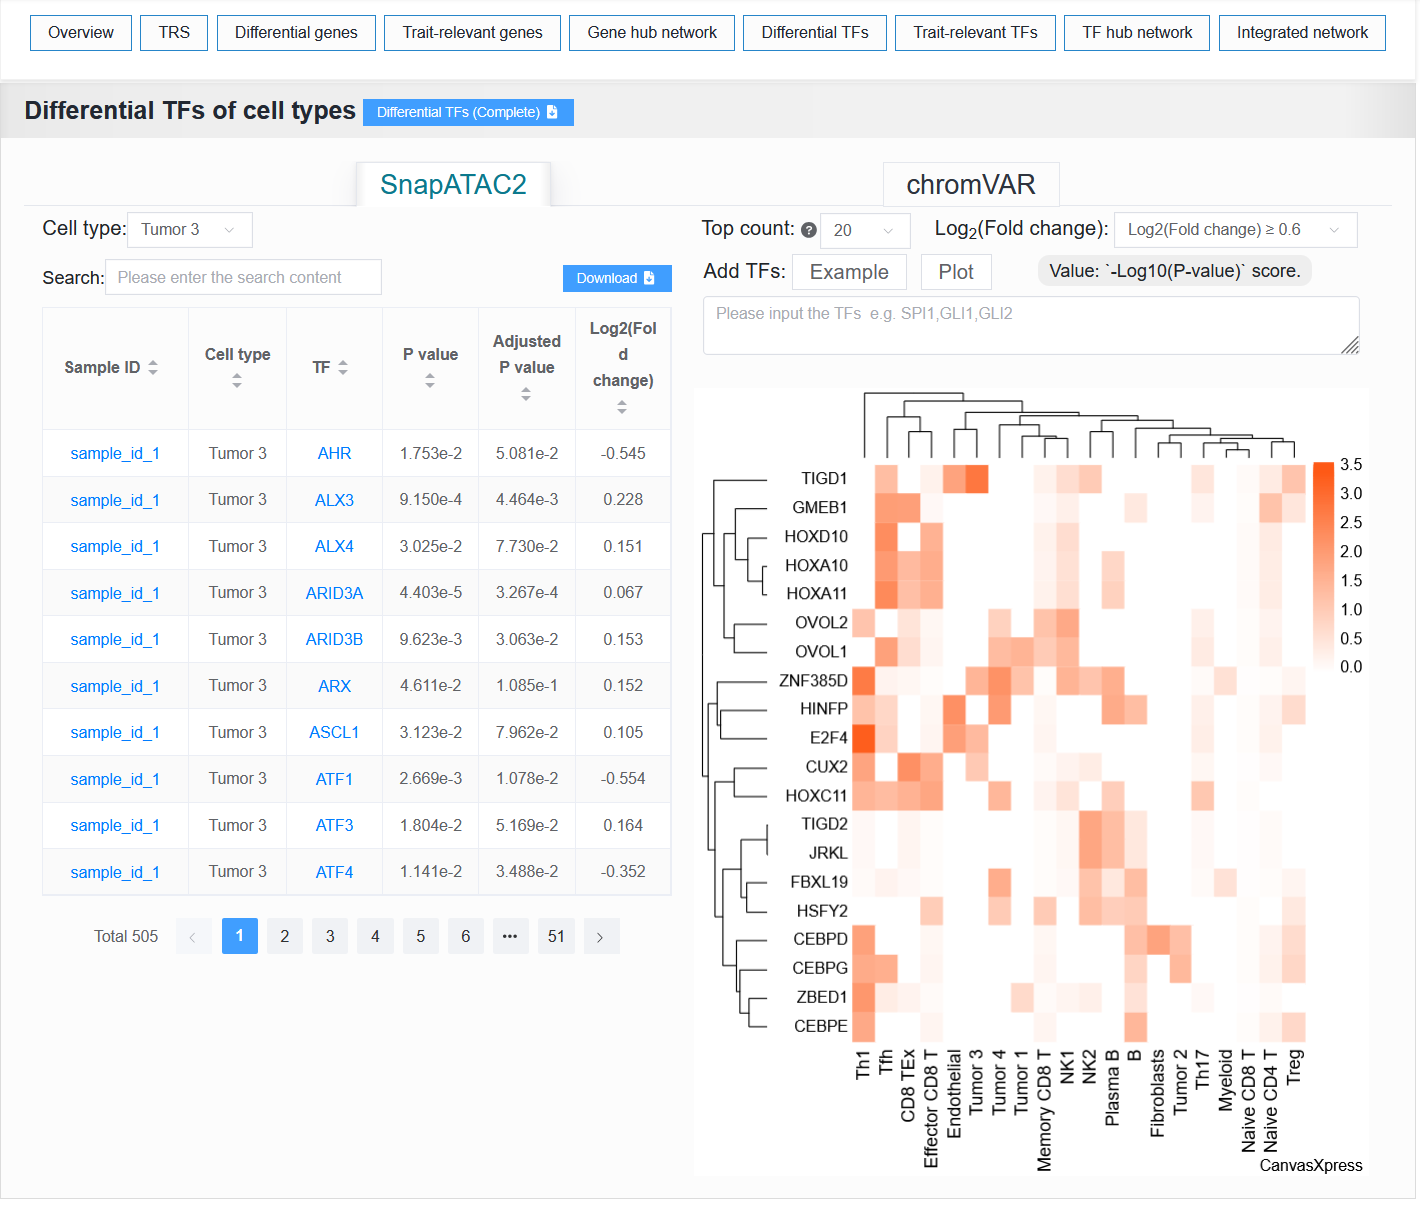 Overview TRS Differential genes Trait-relevant genes Gene hub network Differential TFs Trait-relevant TFs TF hub network Integrated network
Differential TFs of cell types Differential TFs (Complete)
SnapATAC2 chromVAR
Cell type: Tumor 3
Search: Please enter the search content Download
Sample ID Cell type TF P value Adjusted P value Log2(Fold change)
sample_id_1 Tumor 3 AHR 1.753e-2 5.081e-2 -0.545
sample_id_1 Tumor 3 ALX3 9.150e-4 4.464e-3 0.228
sample_id_1 Tumor 3 ALX4 3.025e-2 7.730e-2 0.151
sample_id_1 Tumor 3 ARID3A 4.403e-5 3.267e-4 0.067
sample_id_1 Tumor 3 ARID3B 9.623e-3 3.063e-2 0.153
sample_id_1 Tumor 3 ARX 4.611e-2 1.085e-1 0.152
sample_id_1 Tumor 3 ASCL1 3.123e-2 7.962e-2 0.105
sample_id_1 Tumor 3 ATF1 2.669e-3 1.078e-2 -0.554
sample_id_1 Tumor 3 ATF3 1.804e-2 5.169e-2 0.164
sample_id_1 Tumor 3 ATF4 1.141e-2 3.488e-2 -0.352
Total 505 < 1 2 3 4 5 6 ••• 51 >
Top count: ? 20 Log2(Fold change): Log2(Fold change) ≥ 0.6
Add TFs: Example Plot Value: `-Log10(P-value)` score.
Please input the TFs e.g. SPI1,GLI1,GLI2
TIGD1
GMEB1
HOXD10
HOXA10
HOXA11
OVOL2
OVOL1
ZNF385D
HINFP
E2F4
CUX2
HOXC11
TIGD2
JRKL
FBXL19
HSFY2
CEBPD
CEBPG
ZBED1
CEBPE
3.5
3.0
2.5
2.0
1.5
1.0
0.5
0.0
Th1
Tfh
CD8 TEx
Effector CD8 T
Endothelial
Tumor 3
Tumor 4
Tumor 1
Memory CD8 T
NK1
NK2
Plasma B
B
Fibroblasts
Tumor 2
Th17
Myeloid
Naive CD8 T
Naive CD4 T
Treg
CanvasXpress